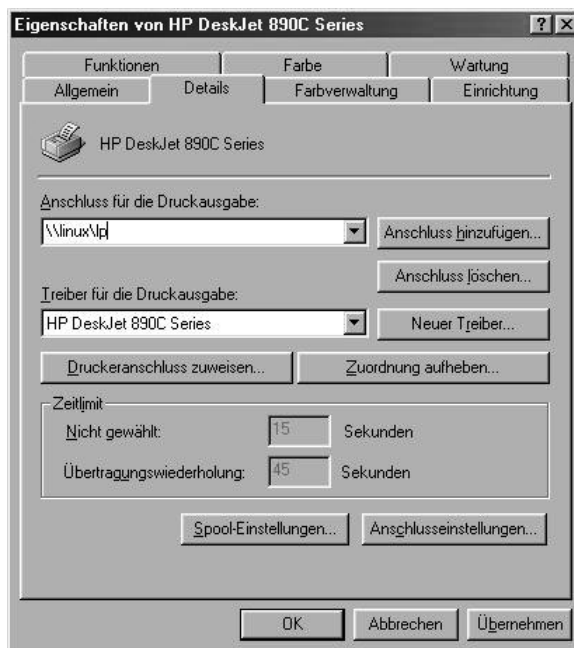 Eigenschaften von HP DeskJet 890C Series
Funktionen Farbe Wartung
Allgemein Details Farbverwaltung Einrichtung
HP DeskJet 890C Series
Anschluss für die Druckausgabe:
\\linux\lp Anschluss hinzufügen...
Anschluss löschen...
Treiber für die Druckausgabe:
HP DeskJet 890C Series Neuer Treiber...
Druckeranschluss zuweisen... Zuordnung aufheben...
Zeitlimit
Nicht gewählt: 15 Sekunden
Übertragungswiederholung: 45 Sekunden
Spool-Einstellungen... Anschlusseinstellungen...
OK Abbrechen Übernehmen